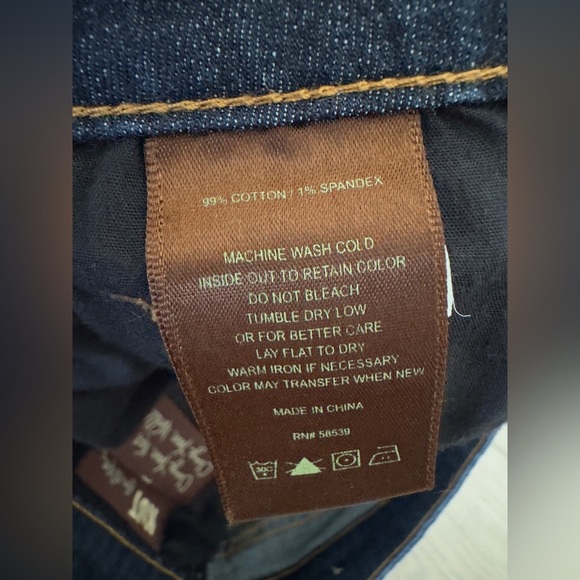 99% COTTON / 1% SPANDEX
MACHINE WASH COLD
INSIDE OUT TO RETAIN COLOR
DO NOT BLEACH
TUMBLE DRY LOW
OR FOR BETTER CARE
LAY FLAT TO DRY
WARM IRON IF NECESSARY
COLOR MAY TRANSFER WHEN NEW
MADE IN CHINA
RN# 58539
30C